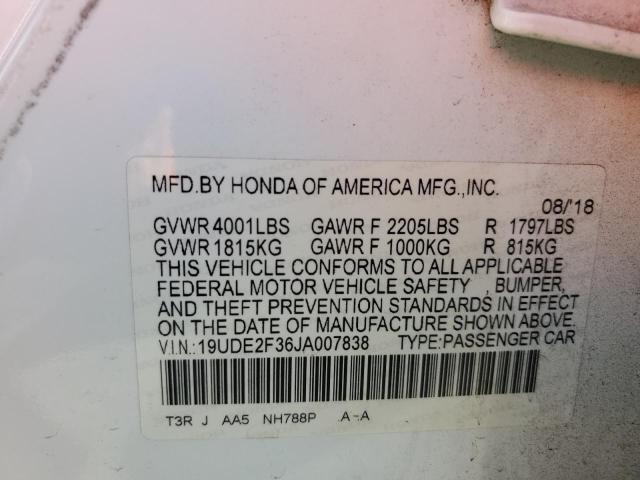 MFD.BY HONDA OF AMERICA MFG.,INC.
08/'18
GVWR 4001LBS GAWR F 2205LBS R 1797LBS
GVWR 1815KG GAWR F 1000KG R 815KG
THIS VEHICLE CONFORMS TO ALL APPLICABLE
FEDERAL MOTOR VEHICLE SAFETY , BUMPER,
AND THEFT PREVENTION STANDARDS IN EFFECT
ON THE DATE OF MANUFACTURE SHOWN ABOVE.
V.I.N.:19UDE2F36JA007838 TYPE:PASSENGER CAR
T3R J AA5 NH788P A-A